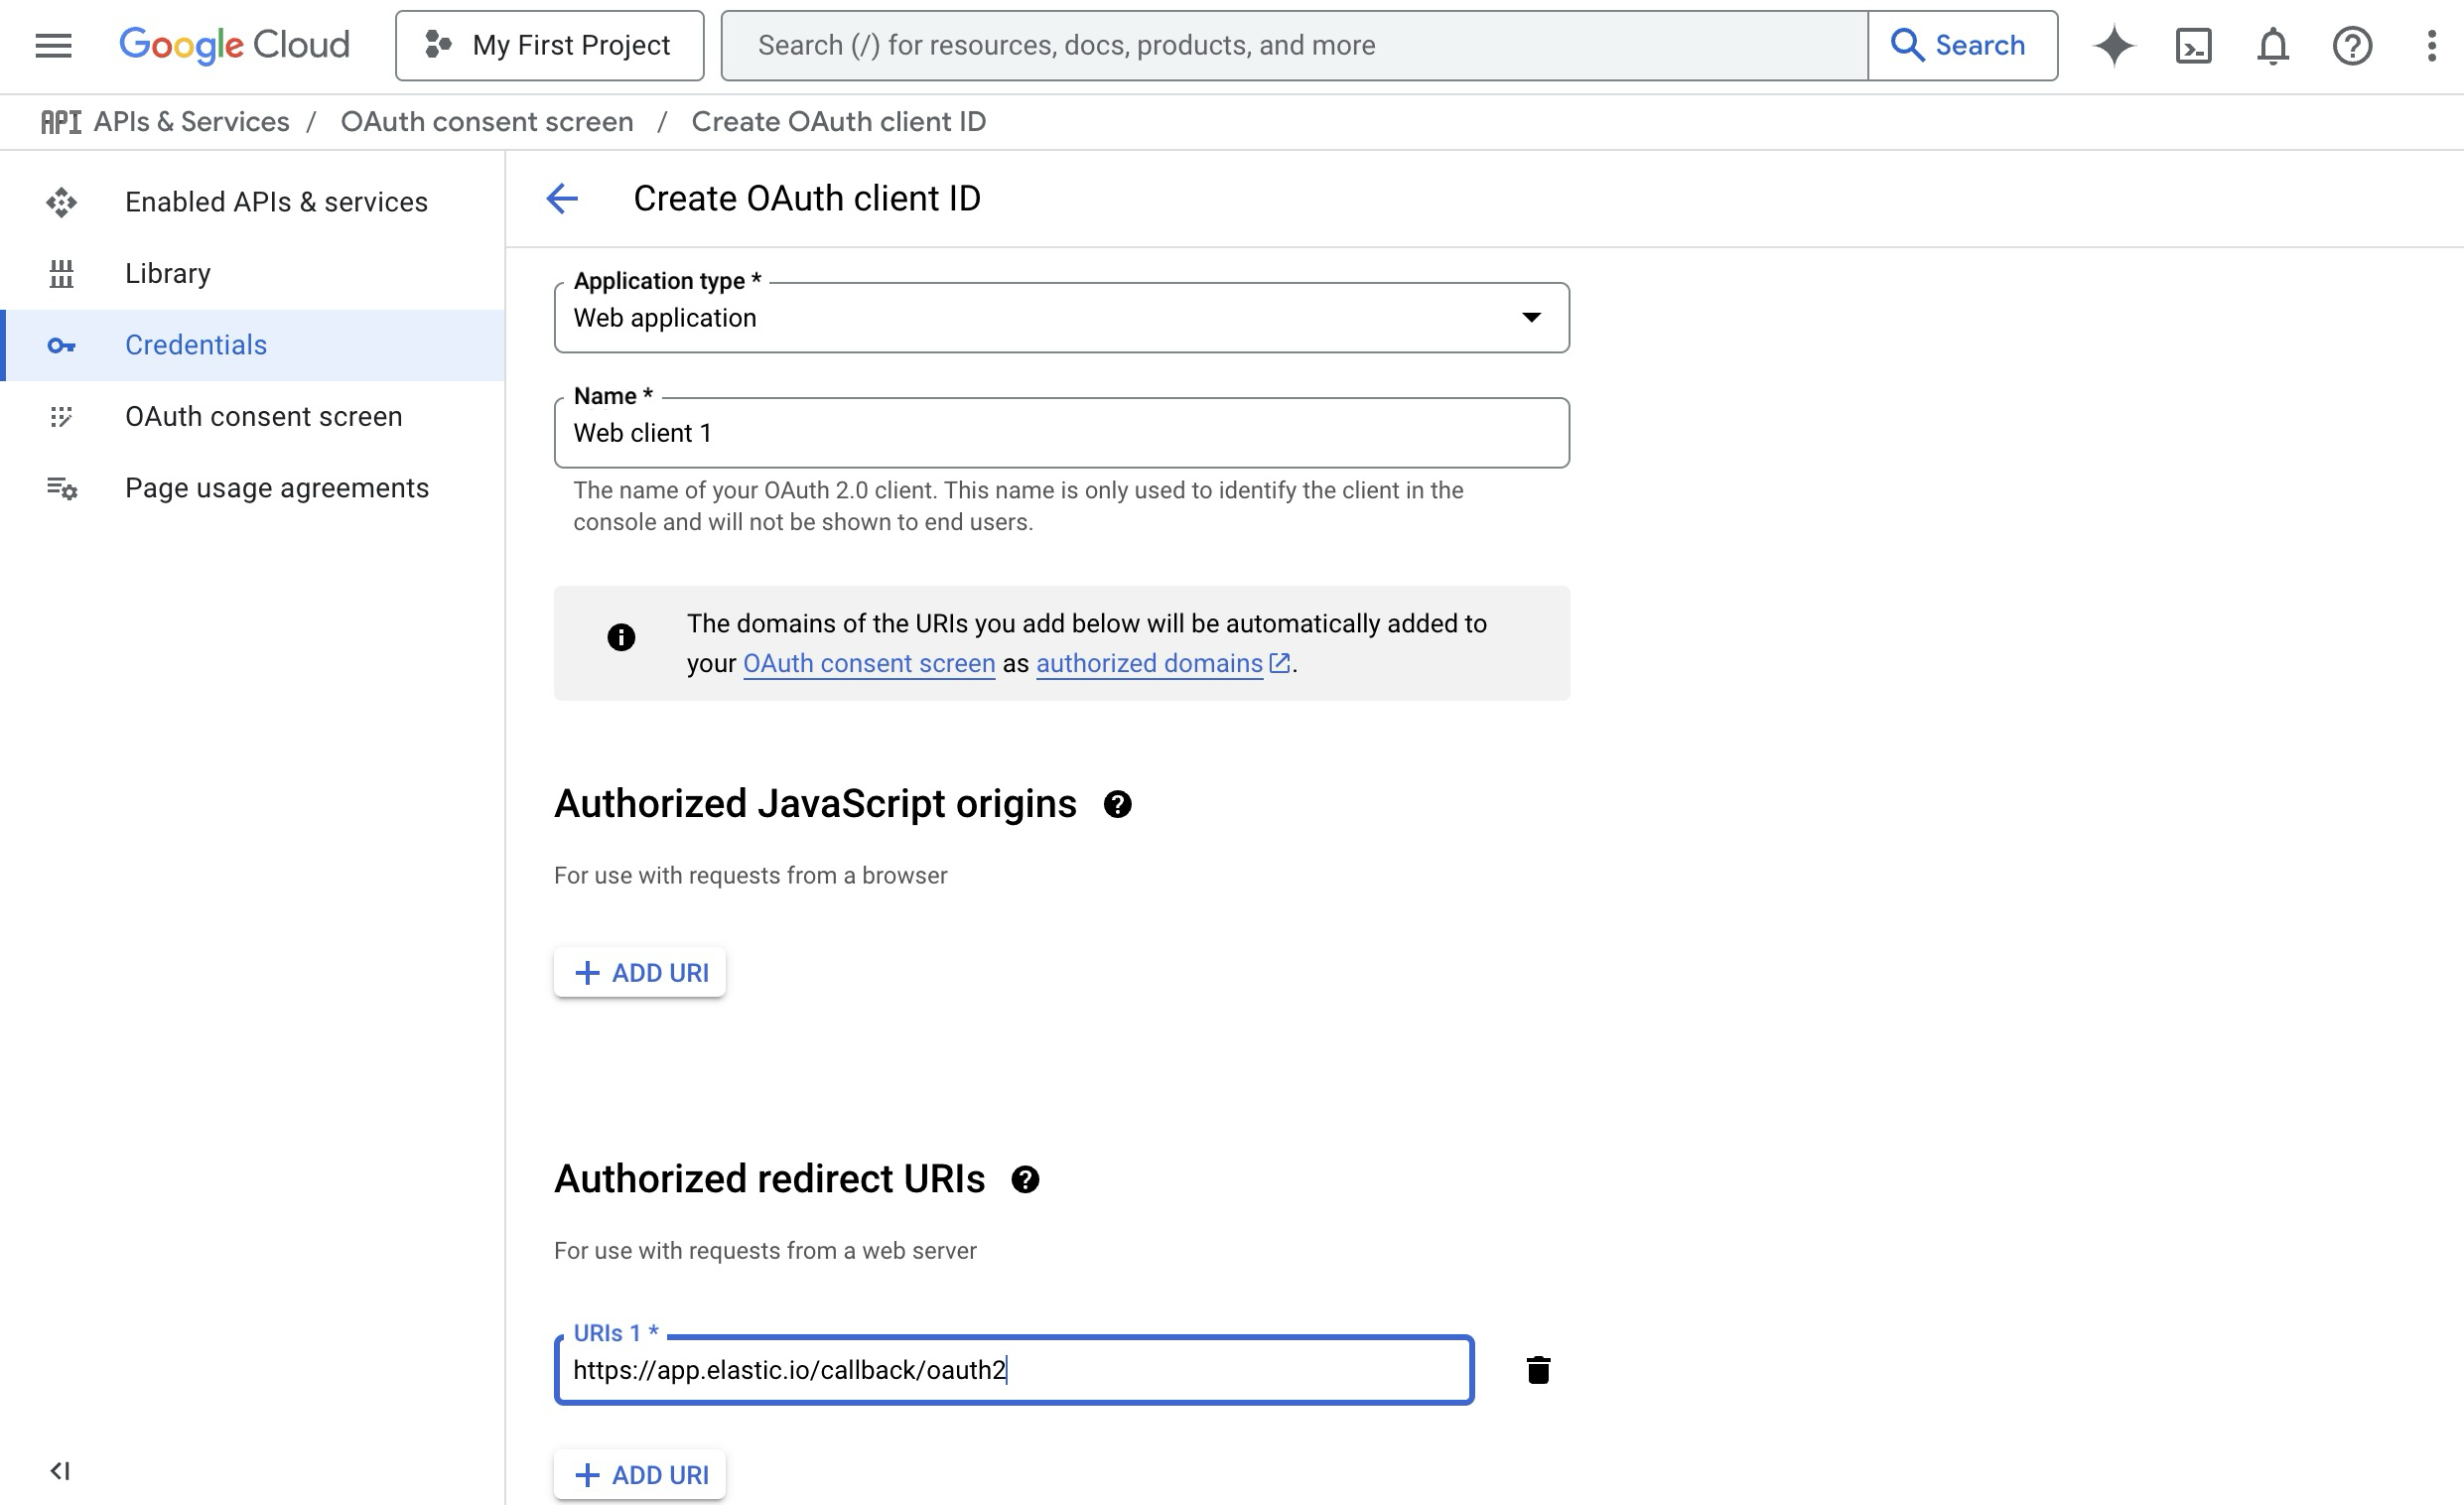 Google Cloud
My First Project
Search (/) for resources, docs, products, and more
Search
API APIs & Services / OAuth consent screen / Create OAuth client ID
Enabled APIs & services
Library
Credentials
OAuth consent screen
Page usage agreements
Create OAuth client ID
Application type *
Web application
Name *
Web client 1
The name of your OAuth 2.0 client. This name is only used to identify the client in the
console and will not be shown to end users.
The domains of the URIs you add below will be automatically added to
your OAuth consent screen as authorized domains.
Authorized JavaScript origins
For use with requests from a browser
+ ADD URI
Authorized redirect URIs
For use with requests from a web server
URIs 1 *
https://app.elastic.io/callback/oauth2
+ ADD URI